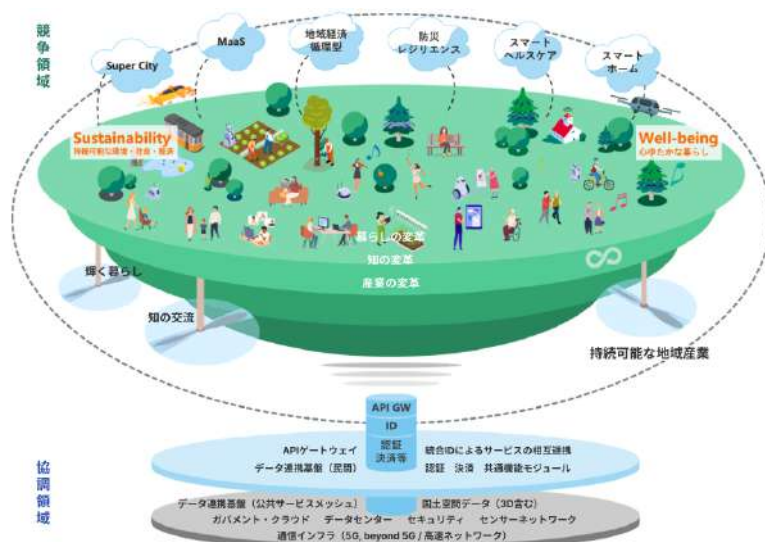 競争領域
Super City
MaaS
地域経済
循環型
防災
レジリエンス
スマート
ヘルスケア
スマート
ホーム
Sustainability
持続可能な環境・社会・経済
Well-being
心ゆたかな暮らし
暮らしの変革
知の変革
産業の変革
輝く暮らし
知の交流
持続可能な地域産業
API GW
ID
認証
決済等
APIゲートウェイ
統合IDによるサービスの相互連携
データ連携基盤（民間）
認証　決済　共通機能モジュール
協調領域
データ連携基盤（公共サービスメッシュ）
国土空間データ（3D含む）
ガバメント・クラウド　データセンター　セキュリティ　センサーネットワーク
通信インフラ（5G, beyond 5G / 高速ネットワーク）